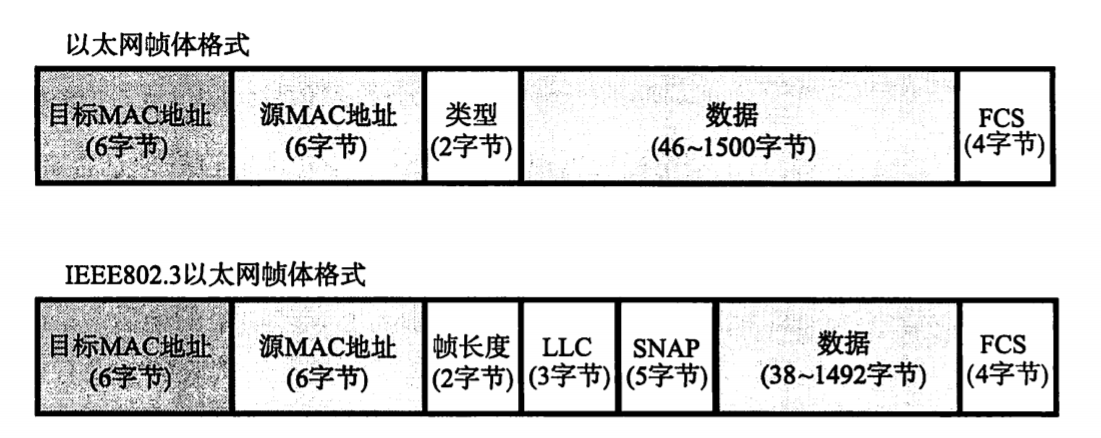 以太网帧体格式
目标MAC地址 源MAC地址 类型 数据 FCS
(6字节) (6字节) (2字节) (46~1500字节) (4字节)
IEEE802.3以太网帧体格式
目标MAC地址 源MAC地址 帧长度 LLC SNAP 数据 FCS
(6字节) (6字节) (2字节) (3字节) (5字节) (38~1492字节) (4字节)